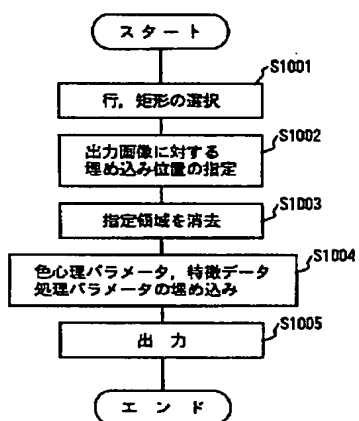 スタート
S1001
行,矩形の選択
S1002
出力画像に対する
埋め込み位置の指定
S1003
指定領域を消去
S1004
色心理パラメータ,特徴データ
処理パラメータの埋め込み
S1005
出 力
エ ン ド